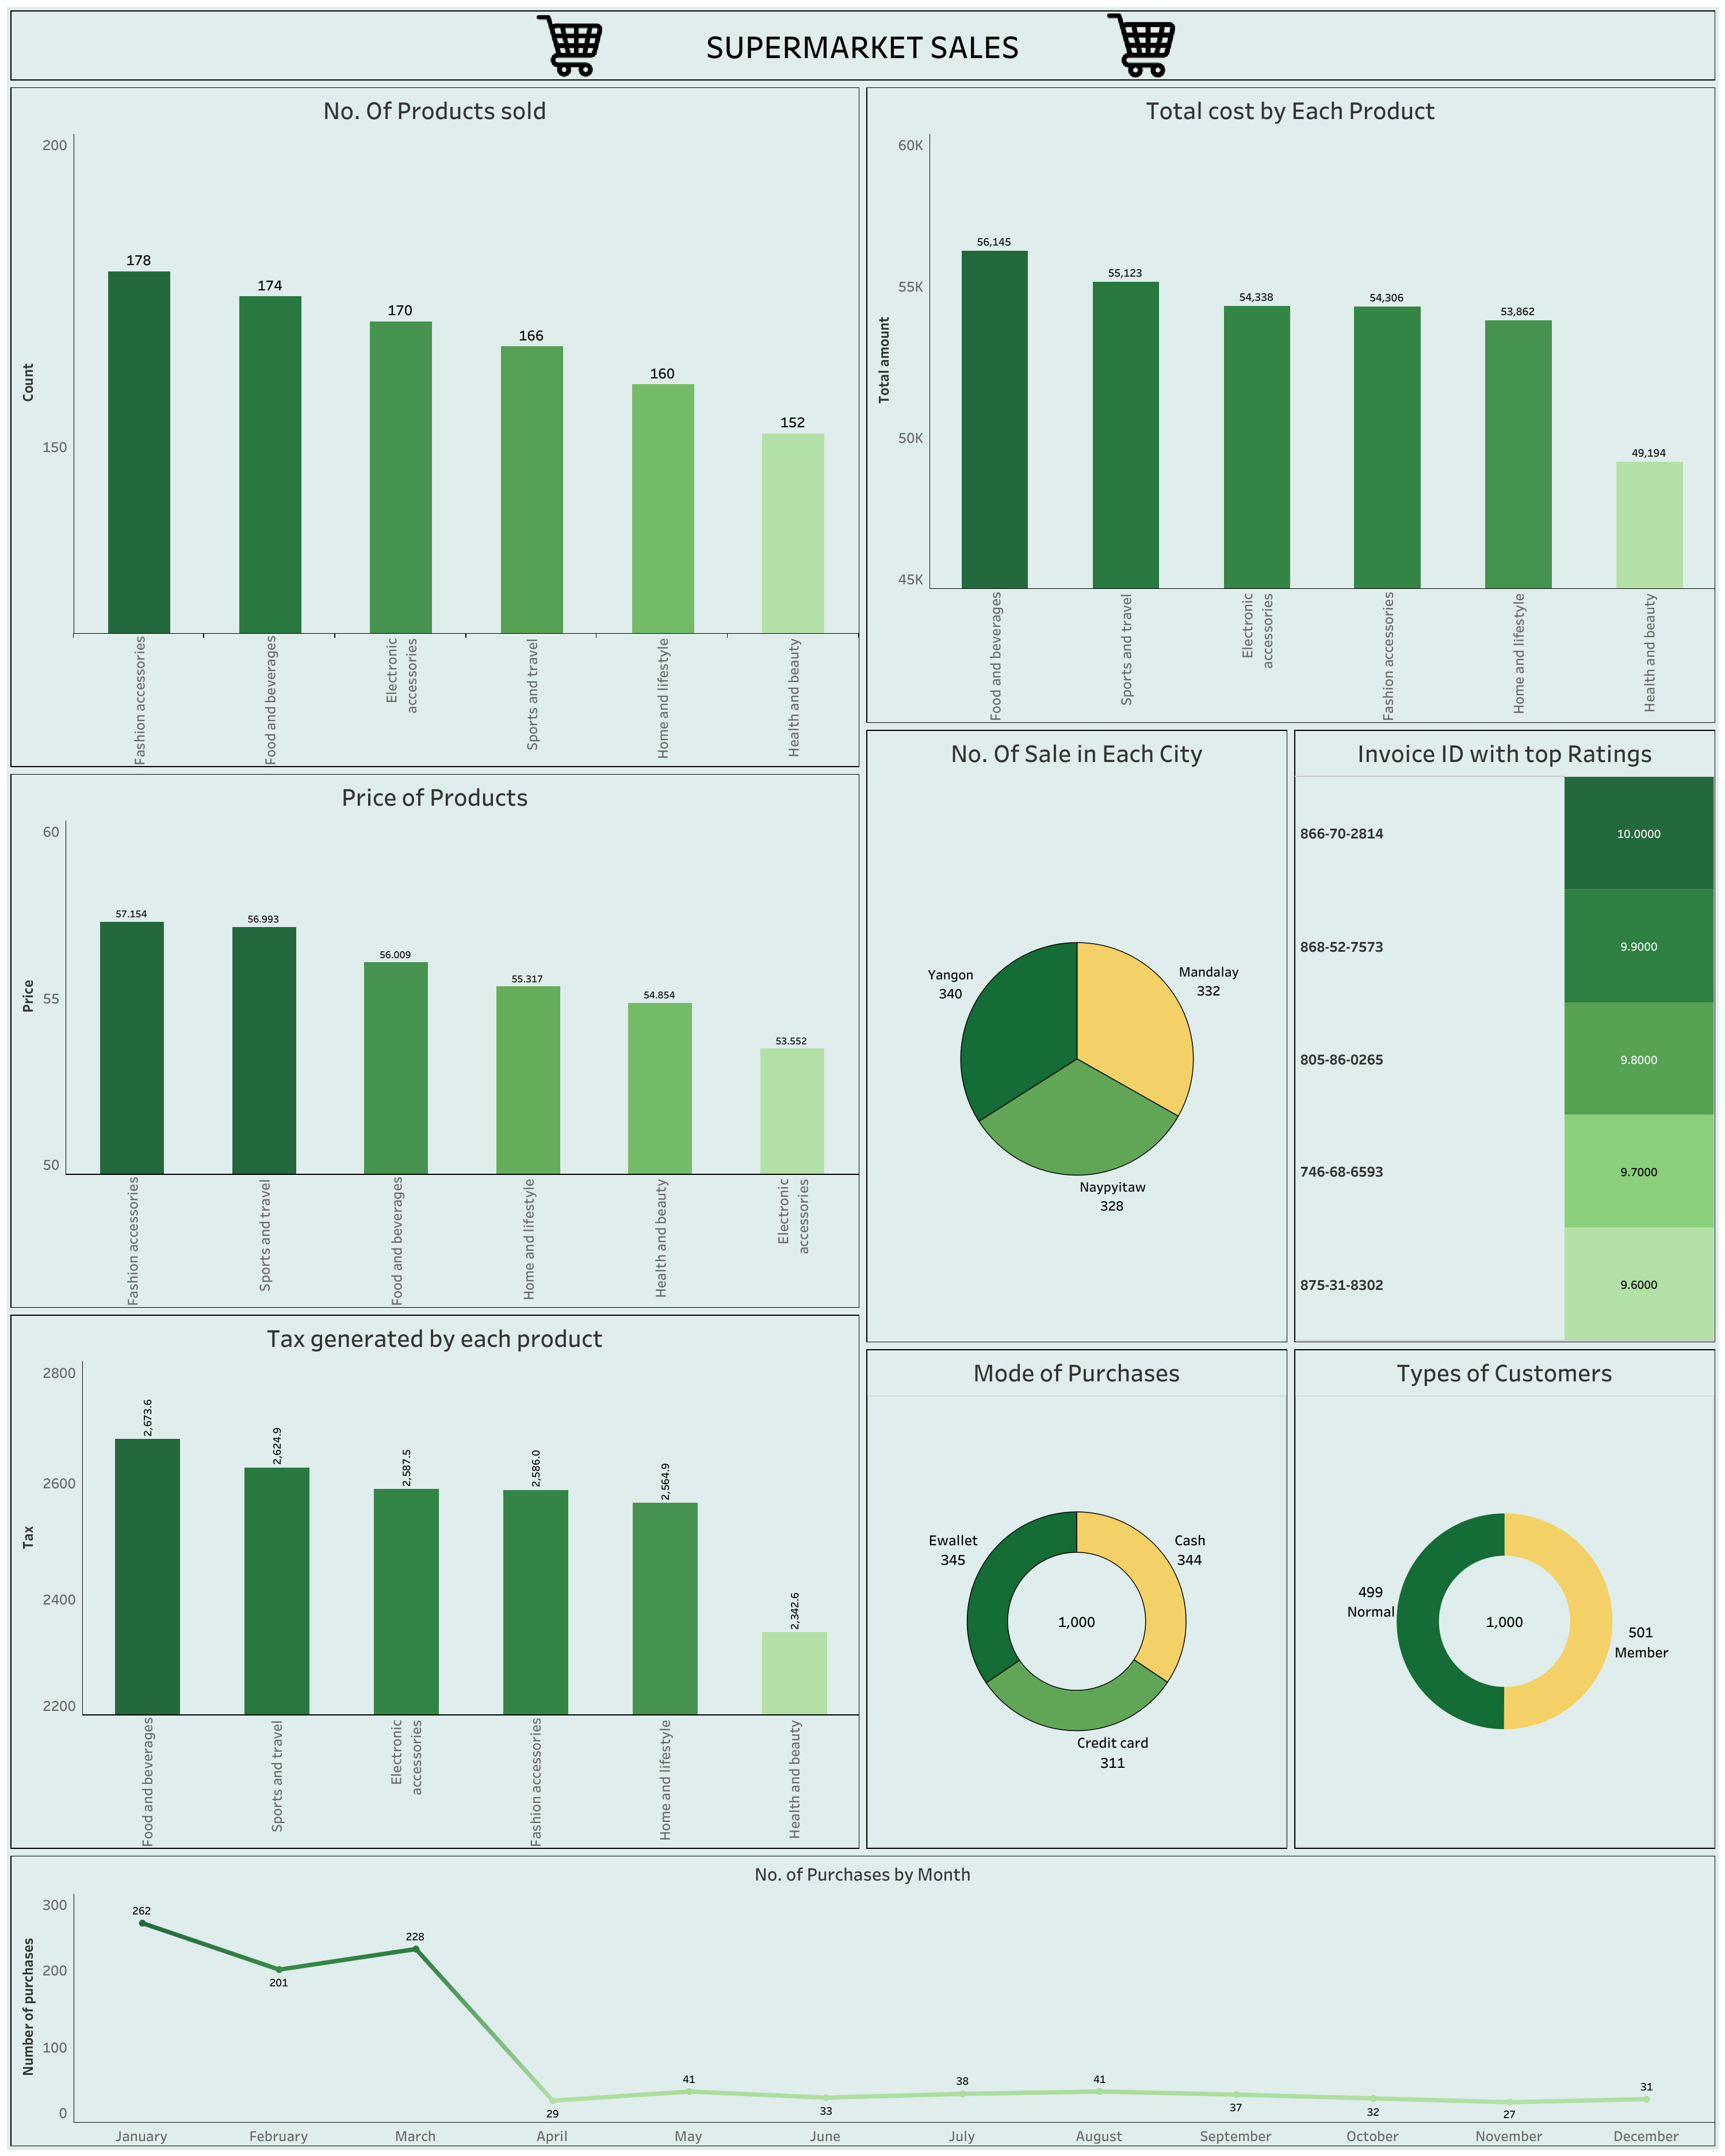 SUPERMARKET SALES
No. Of Products sold
200
150
Count
178
174
170
166
160
152
Fashion accessories
Food and beverages
Electronic
accessories
Sports and travel
Home and lifestyle
Health and beauty
Total cost by Each Product
60K
55K
50K
45K
Total amount
56,145
55,123
54,338
54,306
53,862
49,194
Food and beverages
Sports and travel
Electronic
accessories
Fashion accessories
Home and lifestyle
Health and beauty
Price of Products
60
55
50
Price
57.154
56.993
56.009
55.317
54.854
53.552
Fashion accessories
Sports and travel
Food and beverages
Home and lifestyle
Health and beauty
Electronic
accessories
No. Of Sale in Each City
Yangon
340
Mandalay
332
Naypyitaw
328
Invoice ID with top Ratings
866-70-2814 10.0000
868-52-7573 9.9000
805-86-0265 9.8000
746-68-6593 9.7000
875-31-8302 9.6000
Tax generated by each product
2800
2600
2400
2200
Tax
2,673.6
2,624.9
2,587.5
2,586.0
2,564.9
2,342.6
Food and beverages
Sports and travel
Electronic
accessories
Fashion accessories
Home and lifestyle
Health and beauty
Mode of Purchases
Ewallet
345
Cash
344
1,000
Credit card
311
Types of Customers
499
Normal
1,000
501
Member
No. of Purchases by Month
300
200
100
0
Number of purchases
262
201
228
29
41
33
38
41
37
32
27
31
January
February
March
April
May
June
July
August
September
October
November
December